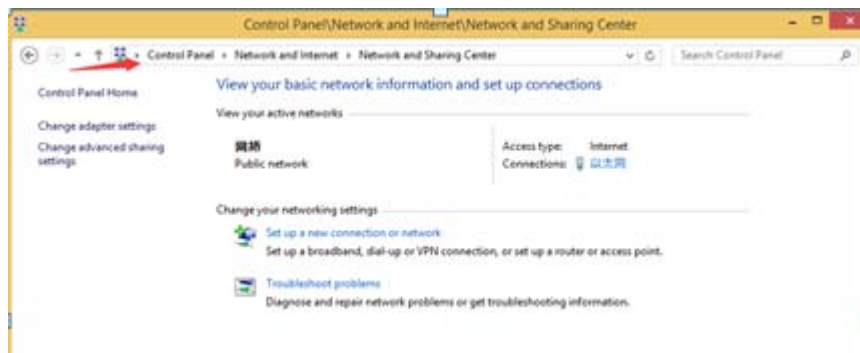 Control Panel\Network and Internet\Network and Sharing Center
Control Panel Network and Internet Network and Sharing Center
Search Control Panel
Control Panel Home
Change adapter settings
Change advanced sharing
settings
View your basic network information and set up connections
View your active networks
网络
Public network
Access type: Internet
Connections: 以太网
Change your networking settings
Set up a new connection or network
Set up a broadband, dial-up or VPN connection, or set up a router or access point.
Troubleshoot problems
Diagnose and repair network problems or get troubleshooting information.